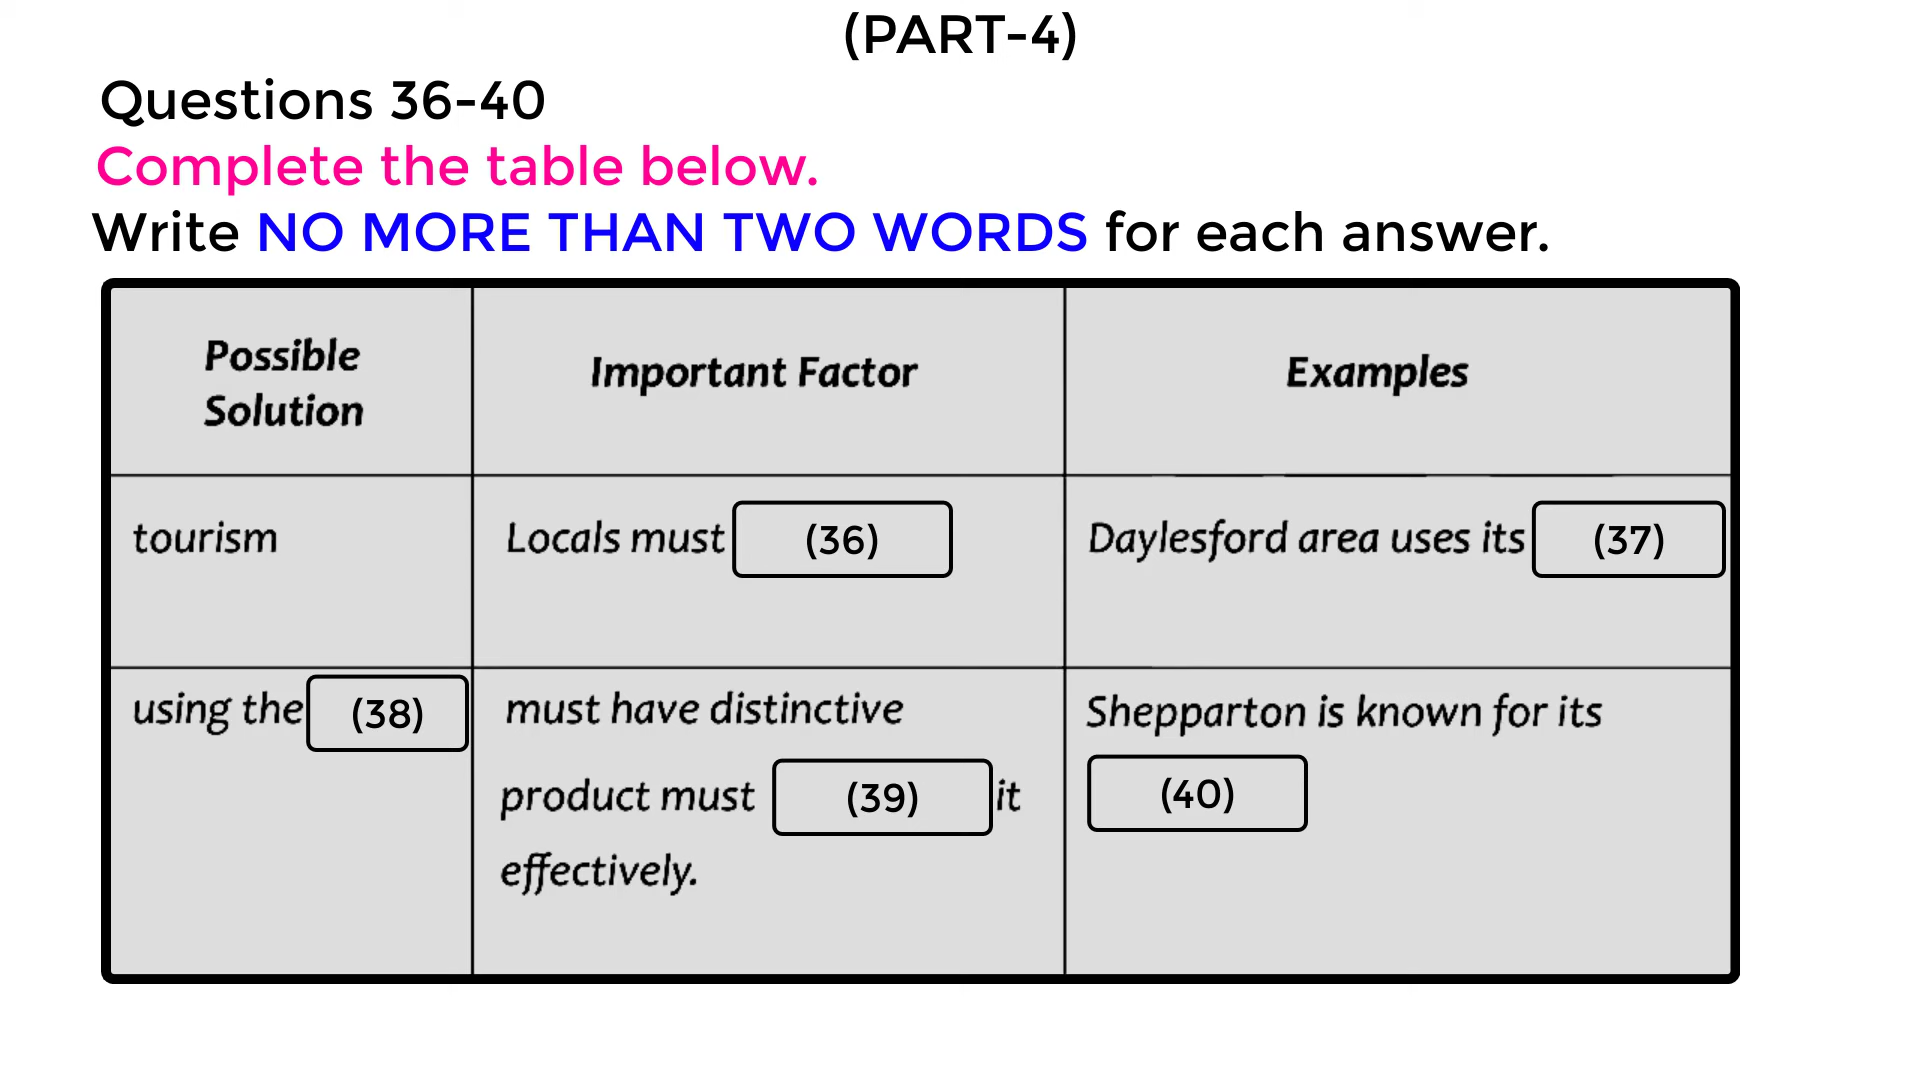 (PART-4)
Questions 36-40
Complete the table below.
Write NO MORE THAN TWO WORDS for each answer.
Possible
Solution
Important Factor
Examples
tourism
Locals must (36)
Daylesford area uses its (37)
using the (38)
must have distinctive
product must (39) it
effectively.
Shepparton is known for its
(40)